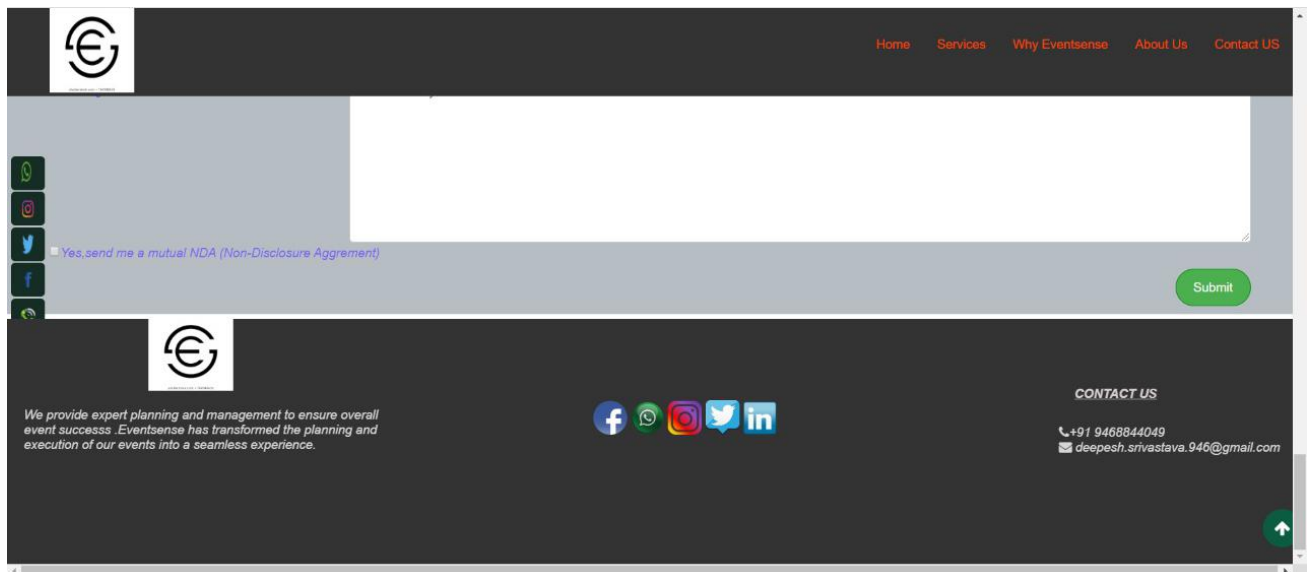 Home Services Why Eventsense About Us Contact US
Yes,send me a mutual NDA (Non-Disclosure Aggrement)
Submit
We provide expert planning and management to ensure overall
event successs .Eventsense has transformed the planning and
execution of our events into a seamless experience.
CONTACT US
+91 9468844049
deepesh.srivastava.946@gmail.com